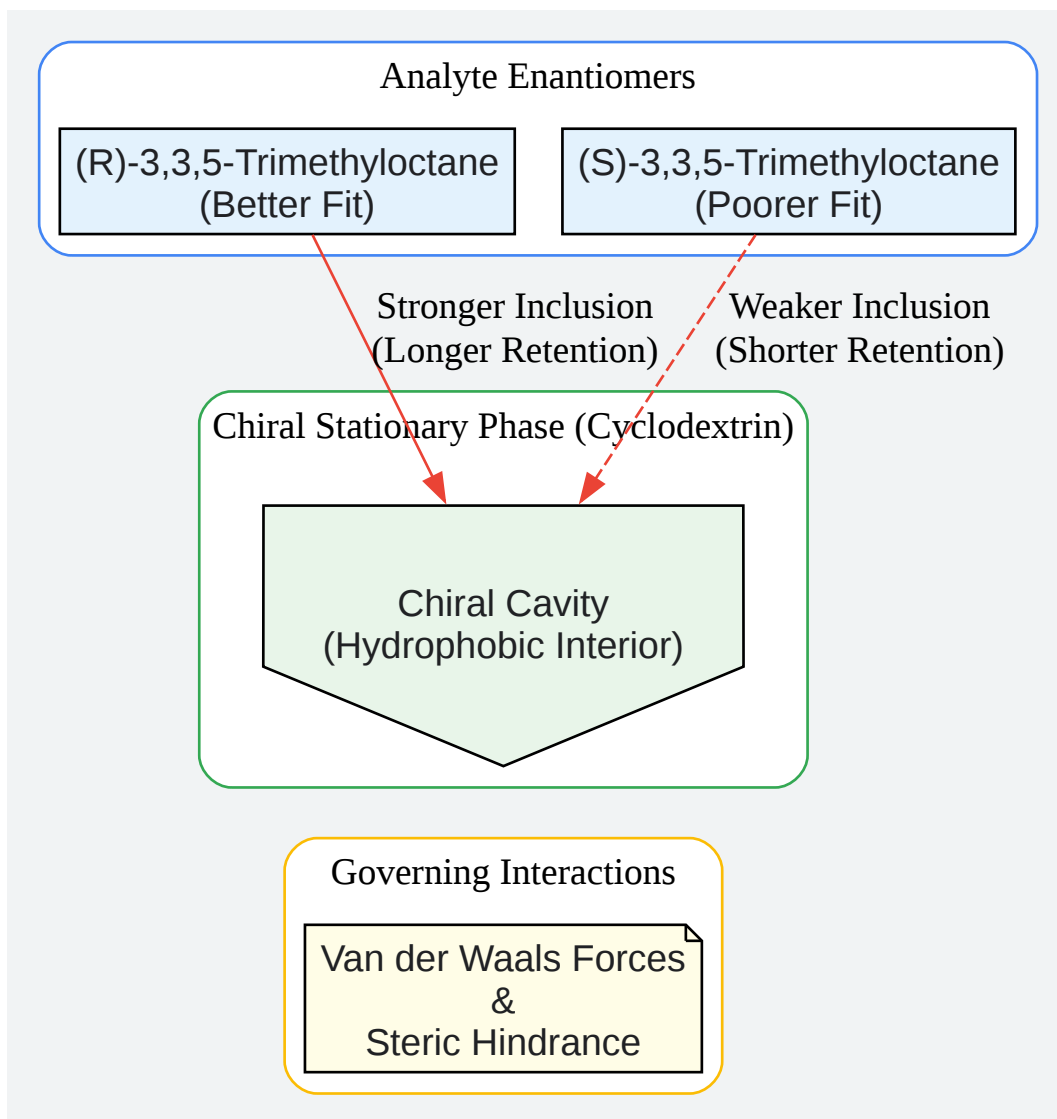 Analyte Enantiomers
(R)-3,3,5-Trimethyloctane
(Better Fit)
(S)-3,3,5-Trimethyloctane
(Poorer Fit)
Stronger Inclusion
(Longer Retention)
Weaker Inclusion
(Shorter Retention)
Chiral Stationary Phase (Cyclodextrin)
Chiral Cavity
(Hydrophobic Interior)
Governing Interactions
Van der Waals Forces
&
Steric Hindrance